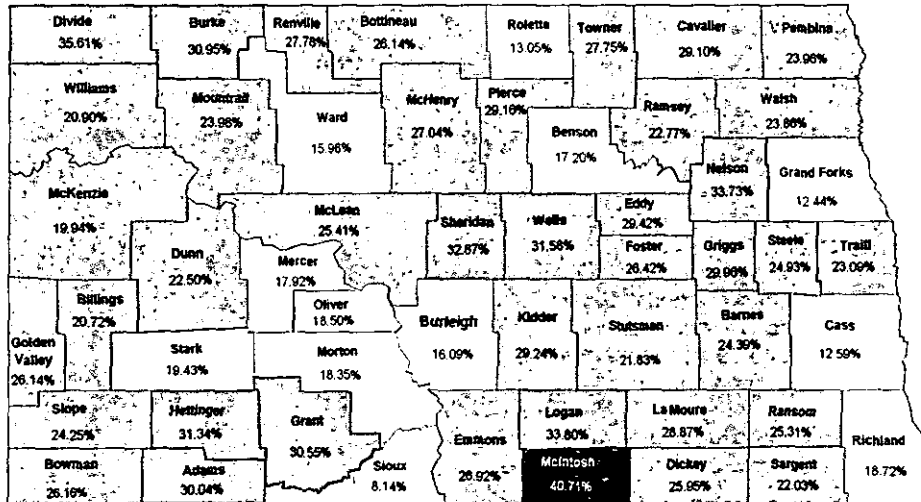 Divide
35.61%
Burke
30.95%
Renville
27.78%
Bottineau
26.14%
Rolette
13.05%
Towner
27.75%
Cavalier
29.10%
Pembina
23.96%
Williams
20.90%
Mountrail
23.98%
Ward
15.96%
McHenry
27.04%
Pierce
29.16%
Benson
17.20%
Ramsey
22.77%
Walsh
23.86%
Nelson
33.73%
Grand Forks
12.44%
McKenzie
19.94%
Dunn
22.50%
McLean
25.41%
Mercer
17.92%
Oliver
18.50%
Sheridan
32.87%
Wells
31.58%
Eddy
29.42%
Foster
26.42%
Griggs
29.96%
Steele
24.93%
Traill
23.09%
Billings
20.72%
Golden
Valley
26.14%
Stark
19.43%
Morton
18.35%
Burleigh
16.09%
Kidder
29.24%
Stutsman
21.83%
Barnes
24.39%
Cass
12.59%
Slope
24.25%
Hettinger
31.34%
Grant
30.55%
Sioux
8.14%
Emmons
26.92%
Logan
33.80%
LaMoure
28.87%
Ransom
25.31%
Richland
18.72%
Bowman
26.16%
Adams
30.04%
McIntosh
40.71%
Dickey
25.95%
Sargent
22.03%